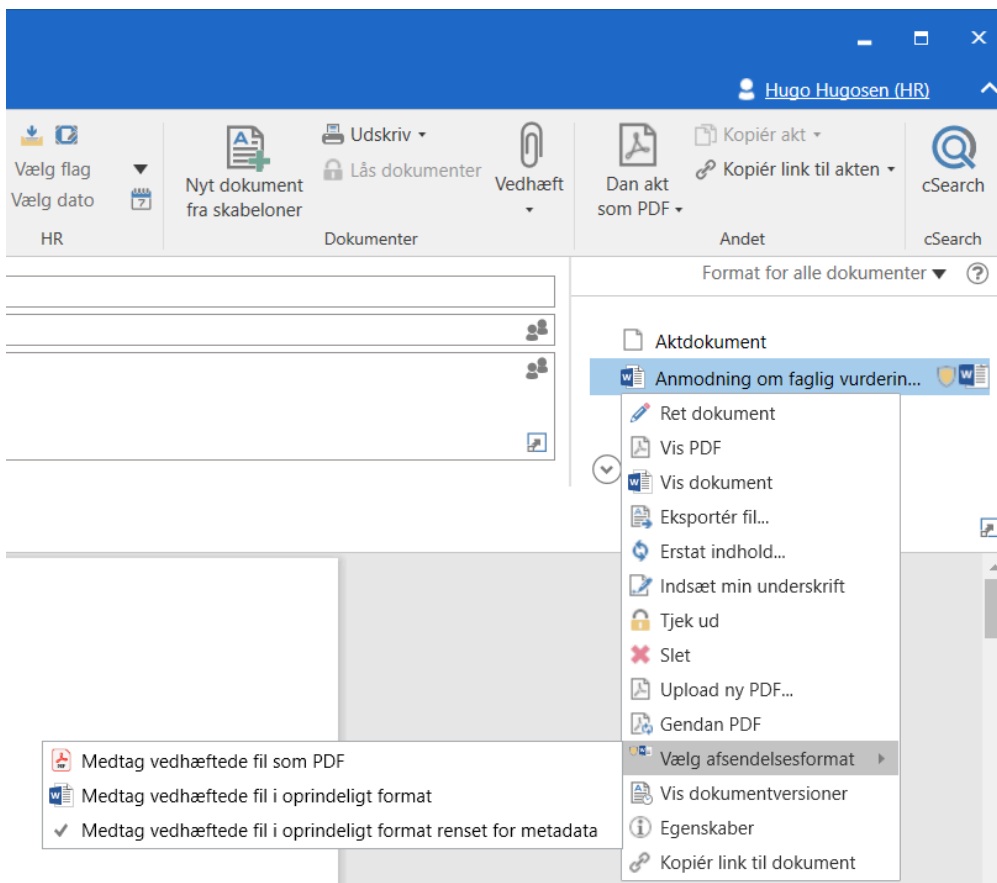 Hugo Hugosen (HR)
Vælg flag
Vælg dato
7
HR
Nyt dokument
fra skabeloner
Udskriv
Lås dokumenter
Vedhæft
Dokumenter
Dan akt
som PDF
Kopiér akt
Kopiér link til akten
Andet
cSearch
cSearch
Format for alle dokumenter
?
Aktdokument
Anmodning om faglig vurderin...
Ret dokument
Vis PDF
Vis dokument
Eksportér fil...
Erstat indhold...
Indsæt min underskrift
Tjek ud
Slet
Upload ny PDF...
Gendan PDF
Vælg afsendelsesformat
Vis dokumentversioner
Egenskaber
Kopiér link til dokument
Medtag vedhæftede fil som PDF
Medtag vedhæftede fil i oprindeligt format
Medtag vedhæftede fil i oprindeligt format renset for metadata